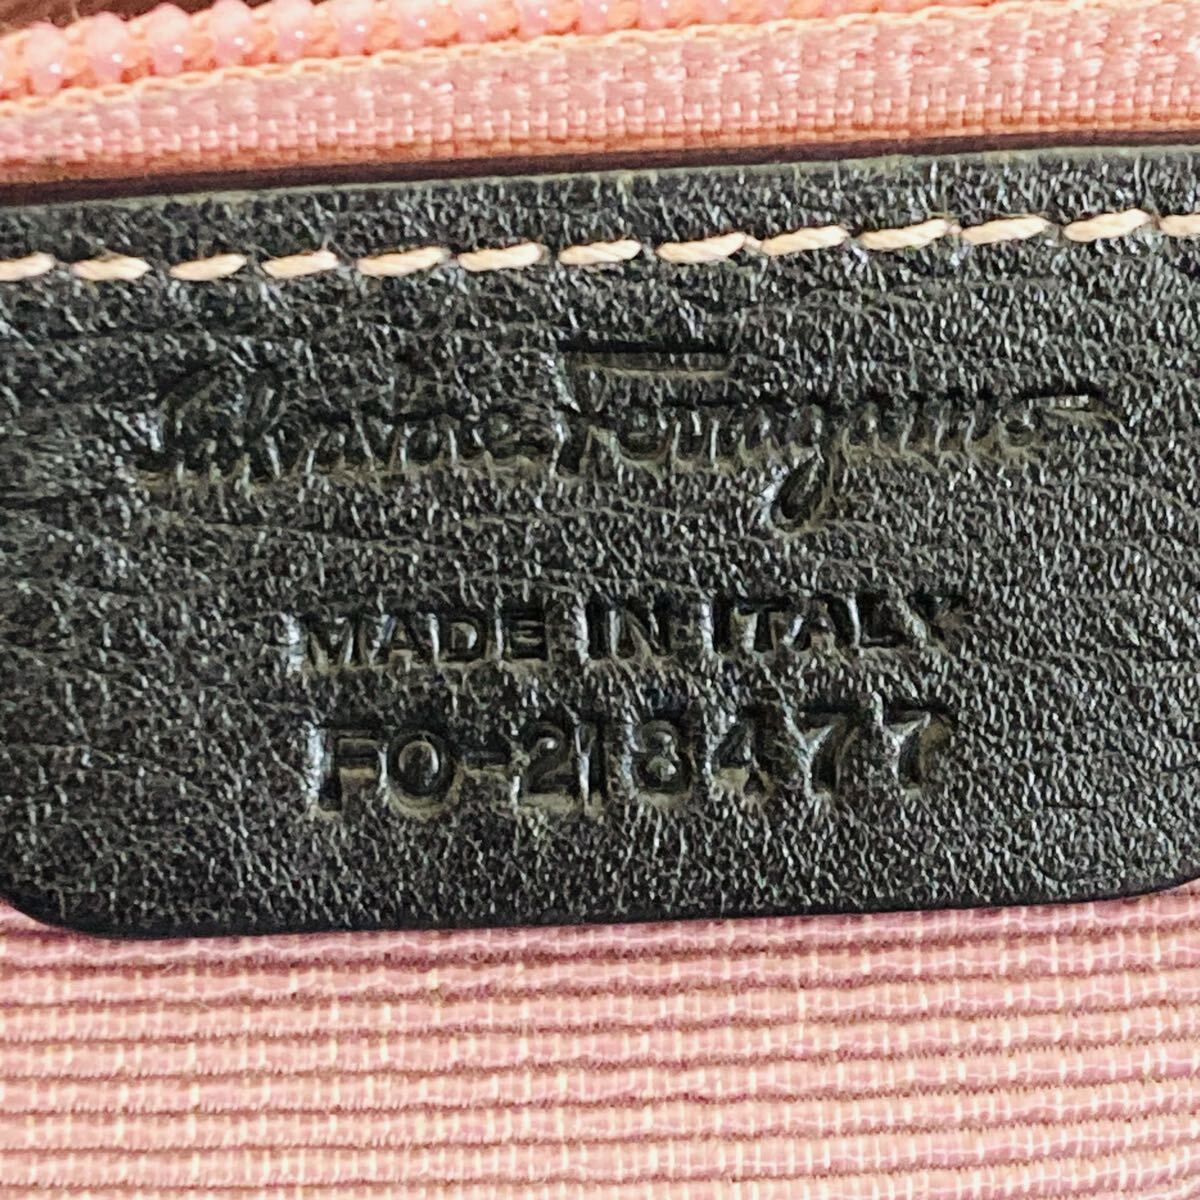 Salvatore Ferragamo
MADE IN ITALY
FO-218477